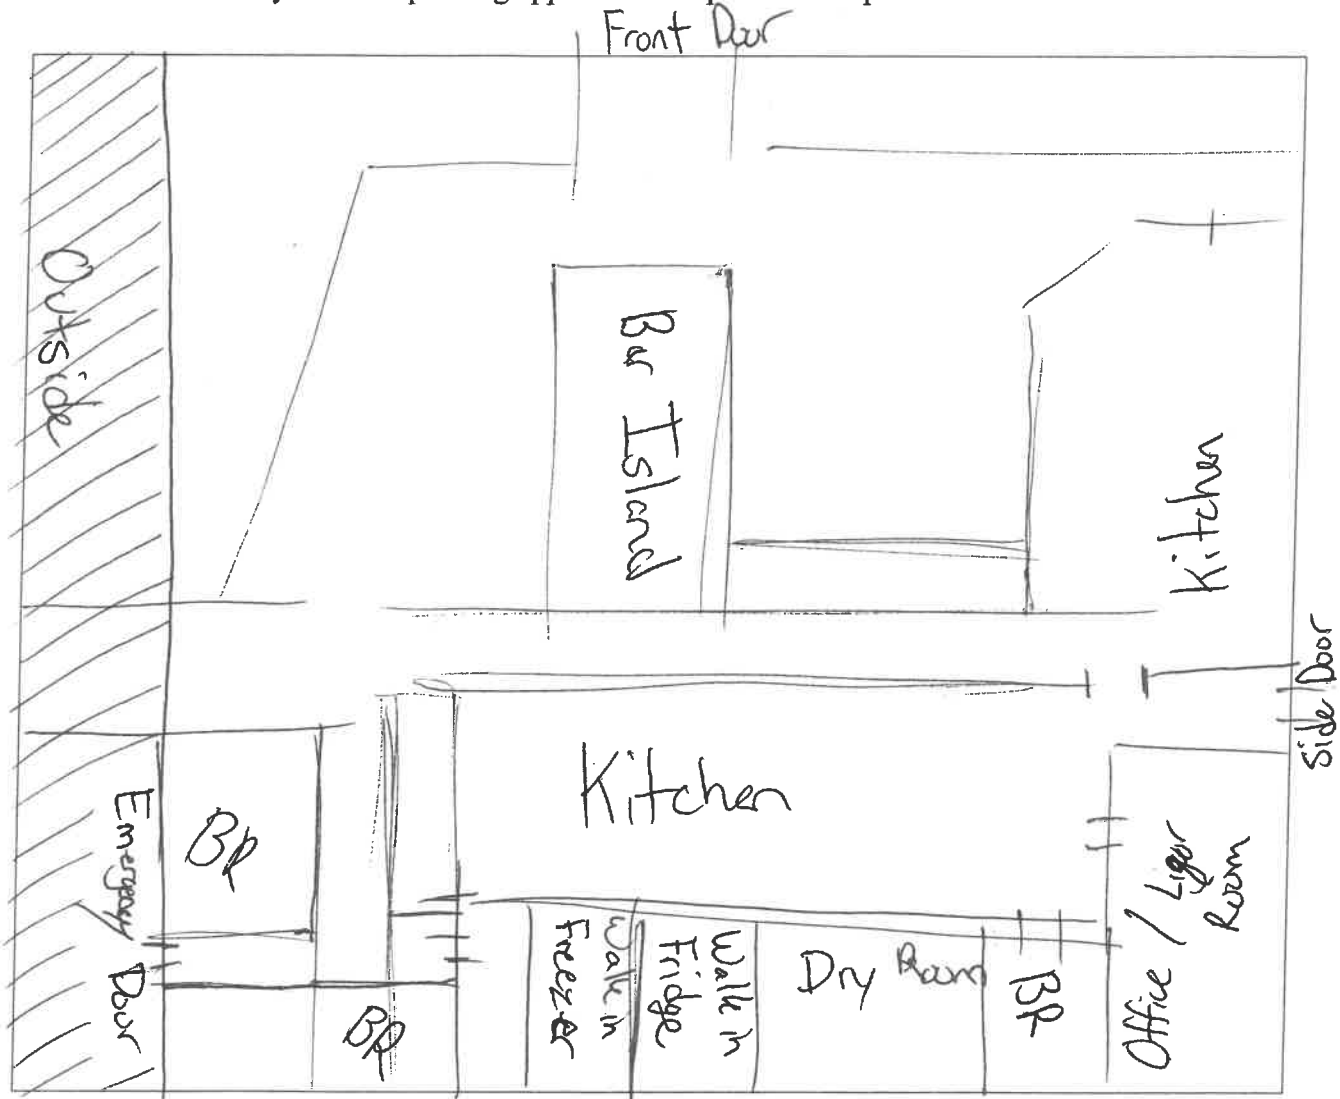 Front Door
Outside
Bar Island
Kitchen
Side Door
Kitchen
Emergency Door
BR
BR
Walk in
Freezer
Walk in
Fridge
Dry Room
BR
Office / Liqor
Room